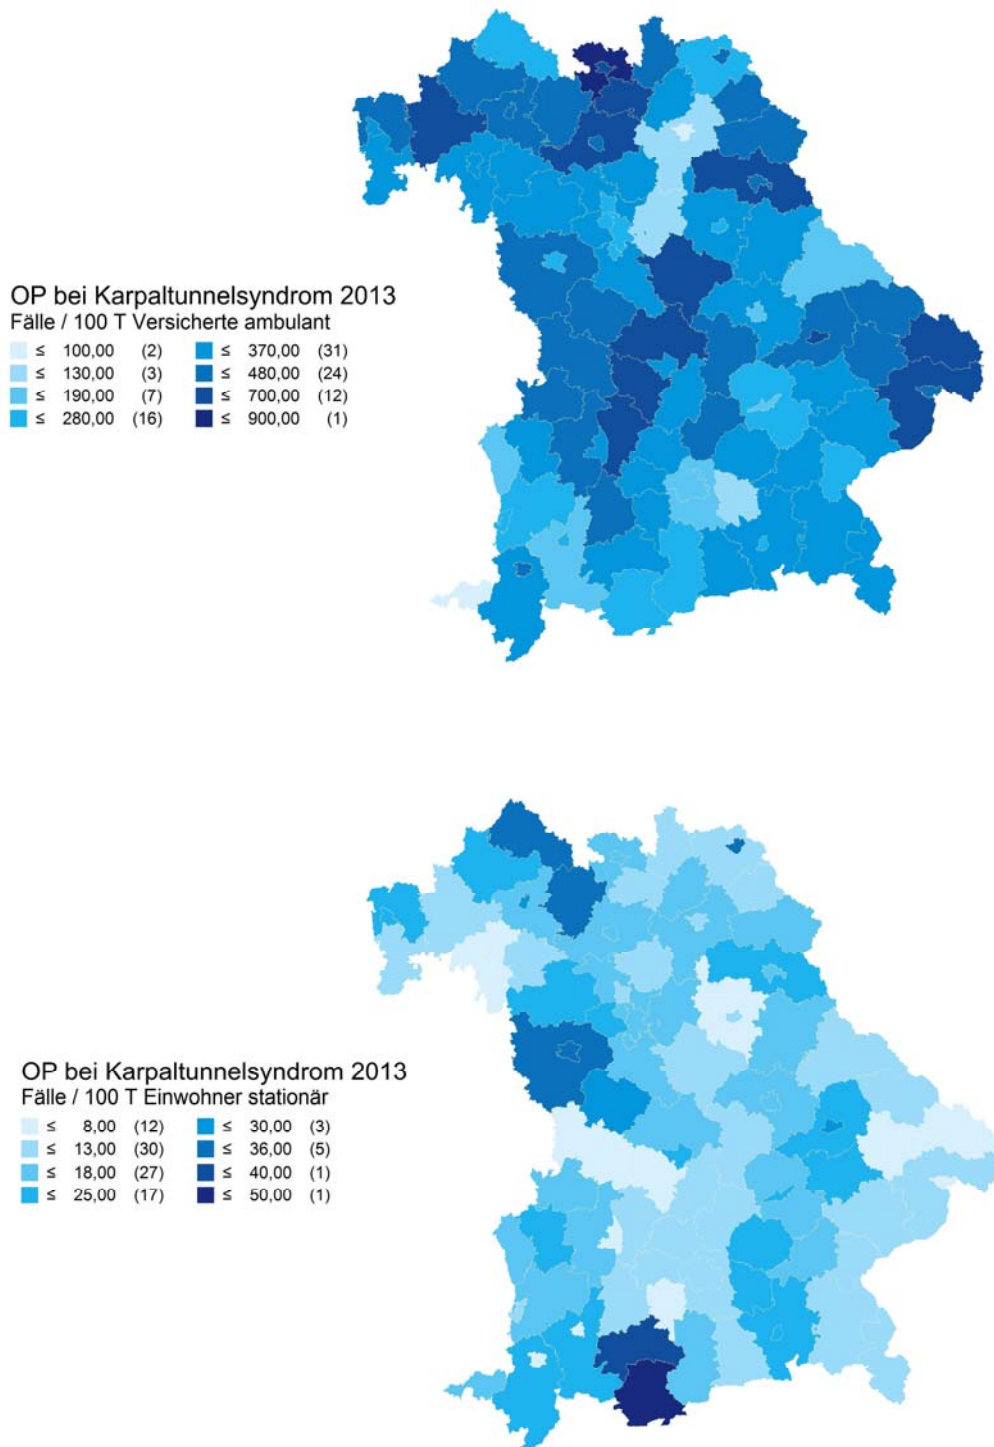 OP bei Karpaltunnelsyndrom 2013
Fälle / 100 T Versicherte ambulant
≤ 100,00 (2) ≤ 370,00 (31)
≤ 130,00 (3) ≤ 480,00 (24)
≤ 190,00 (7) ≤ 700,00 (12)
≤ 280,00 (16) ≤ 900,00 (1)
OP bei Karpaltunnelsyndrom 2013
Fälle / 100 T Einwohner stationär
≤ 8,00 (12) ≤ 30,00 (3)
≤ 13,00 (30) ≤ 36,00 (5)
≤ 18,00 (27) ≤ 40,00 (1)
≤ 25,00 (17) ≤ 50,00 (1)